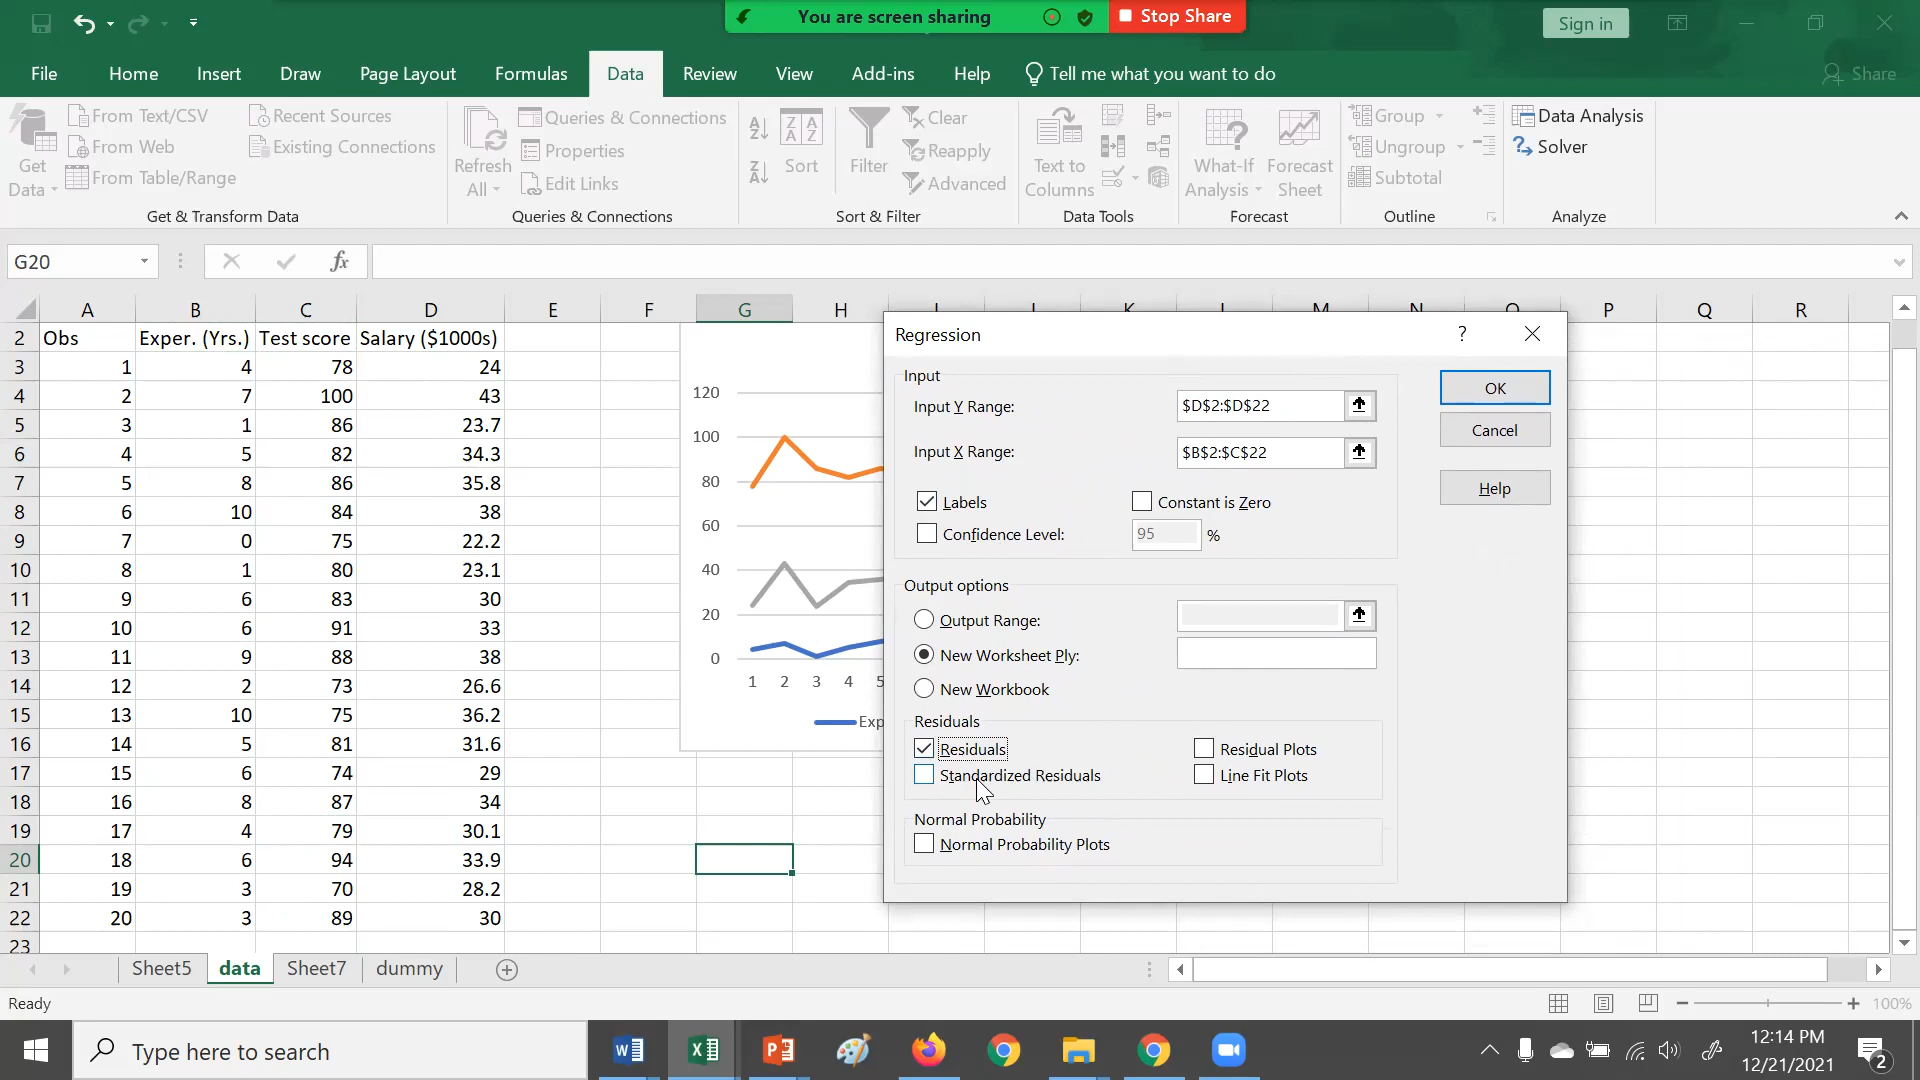 You are screen sharing
Stop Share
Sign in
File Home Insert Draw Page Layout Formulas Data Review View Add-ins Help Tell me what you want to do Share
Get Data
From Text/CSV
From Web
From Table/Range
Recent Sources
Existing Connections
Get & Transform Data
Refresh All
Queries & Connections
Properties
Edit Links
Queries & Connections
Sort
Filter
Clear
Reapply
Advanced
Sort & Filter
Text to Columns
Data Tools
What-If Analysis
Forecast Sheet
Forecast
Group
Ungroup
Subtotal
Outline
Data Analysis
Solver
Analyze
G20
fx
A B C D E F G H P Q R
2 Obs Exper. (Yrs.) Test score Salary ($1000s)
3 1 4 78 24
4 2 7 100 43
5 3 1 86 23.7
6 4 5 82 34.3
7 5 8 86 35.8
8 6 10 84 38
9 7 0 75 22.2
10 8 1 80 23.1
11 9 6 83 30
12 10 6 91 33
13 11 9 88 38
14 12 2 73 26.6
15 13 10 75 36.2
16 14 5 81 31.6
17 15 6 74 29
18 16 8 87 34
19 17 4 79 30.1
20 18 6 94 33.9
21 19 3 70 28.2
22 20 3 89 30
23
120
100
80
60
40
20
0
1 2 3 4 5
Exp
Regression ?
Input
Input Y Range: $D$2:$D$22
Input X Range: $B$2:$C$22
Labels Constant is Zero
Confidence Level: 95 %
OK
Cancel
Help
Output options
Output Range:
New Worksheet Ply:
New Workbook
Residuals
Residuals Residual Plots
Standardized Residuals Line Fit Plots
Normal Probability
Normal Probability Plots
Sheet5 data Sheet7 dummy
Ready
100%
Type here to search
12:14 PM
12/21/2021
2